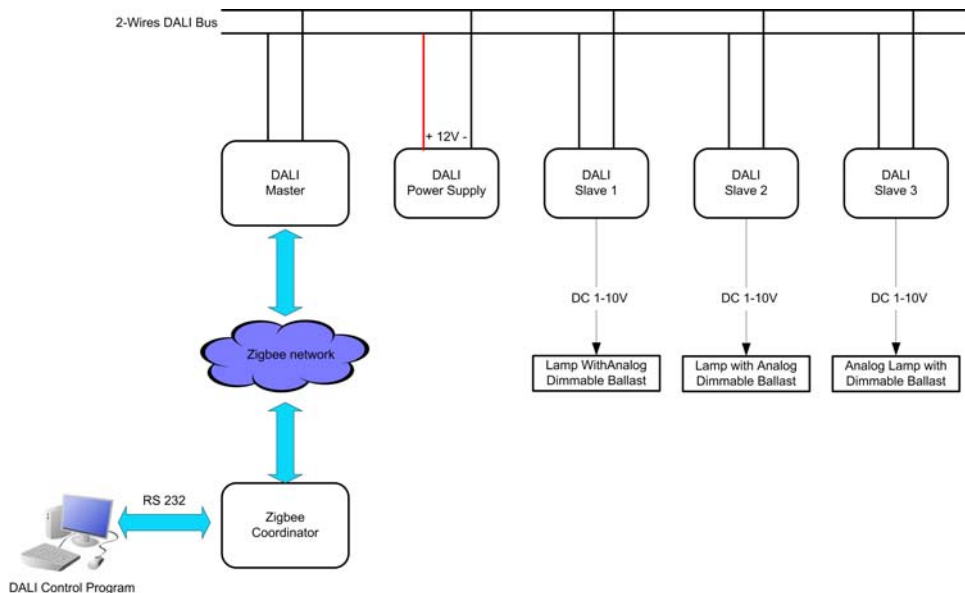 2-Wires DALI Bus
+ 12V -
DALI
Master
DALI
Power Supply
DALI
Slave 1
DALI
Slave 2
DALI
Slave 3
DC 1-10V
DC 1-10V
DC 1-10V
Zigbee network
Lamp WithAnalog
Dimmable Ballast
Lamp with Analog
Dimmable Ballast
Analog Lamp with
Dimmable Ballast
RS 232
Zigbee
Coordinator
DALI Control Program